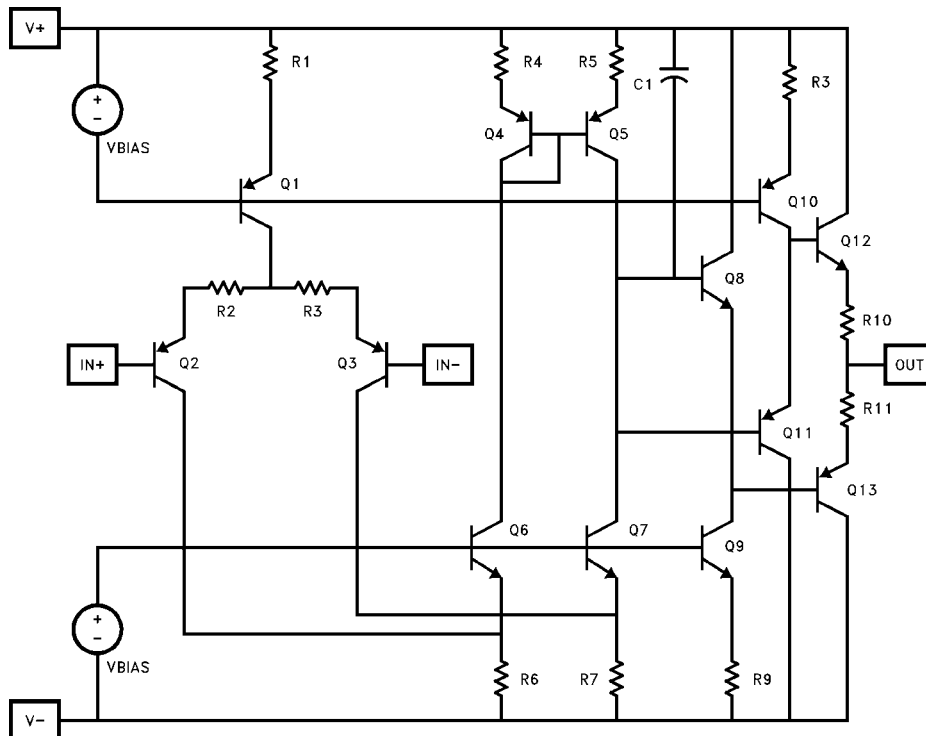 V+
R1
R4
R5
C1
R3
+
-
VBIAS
Q4
Q5
Q1
Q10
Q12
Q8
R2
R3
R10
IN+
Q2
Q3
IN-
OUT
R11
Q11
Q13
Q6
Q7
Q9
+
-
VBIAS
R6
R7
R9
V-